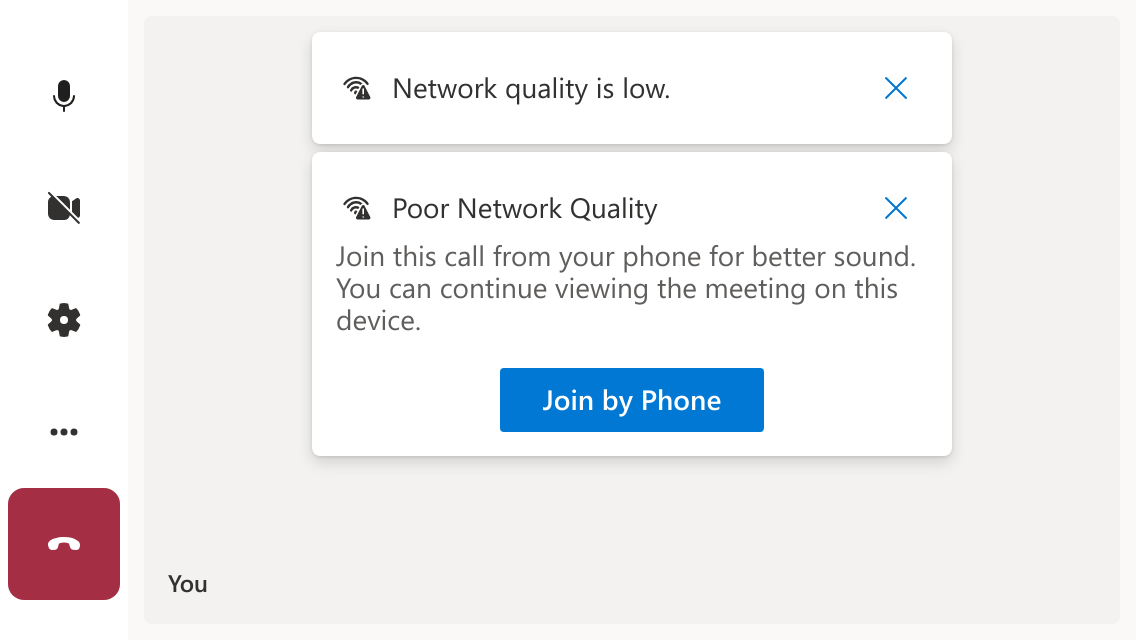 Network quality is low.
Poor Network Quality
Join this call from your phone for better sound.
You can continue viewing the meeting on this
device.
Join by Phone
You